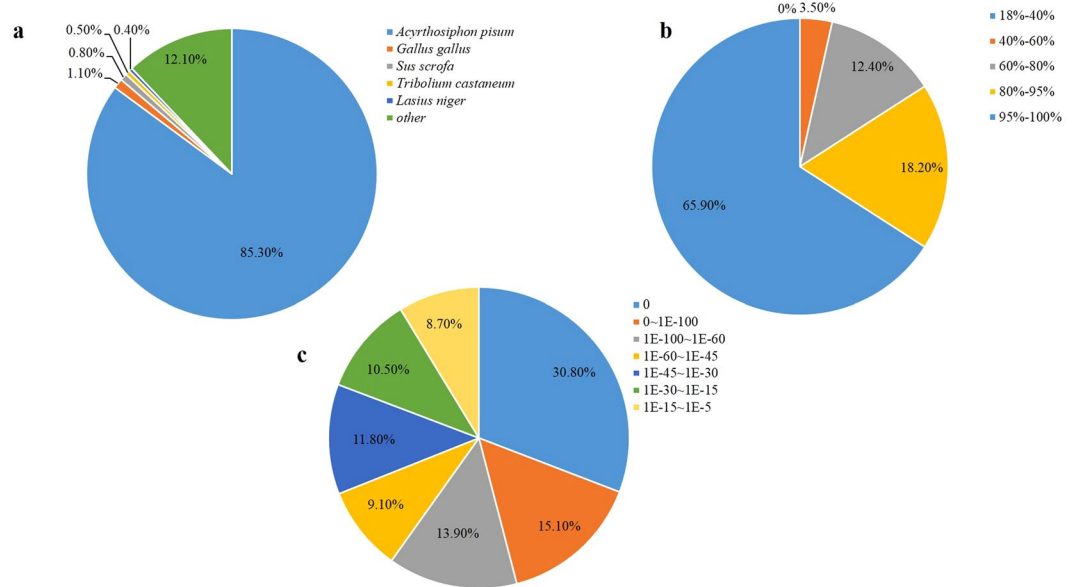 a
0.50%
0.40%
0.80%
1.10%
12.10%
85.30%
Acyrthosiphon pisum
Gallus gallus
Sus scrofa
Tribolium castaneum
Lasius niger
other
b
0%
3.50%
12.40%
18.20%
65.90%
18%-40%
40%-60%
60%-80%
80%-95%
95%-100%
c
8.70%
30.80%
10.50%
11.80%
9.10%
13.90%
15.10%
0
0~1E-100
1E-100~1E-60
1E-60~1E-45
1E-45~1E-30
1E-30~1E-15
1E-15~1E-5